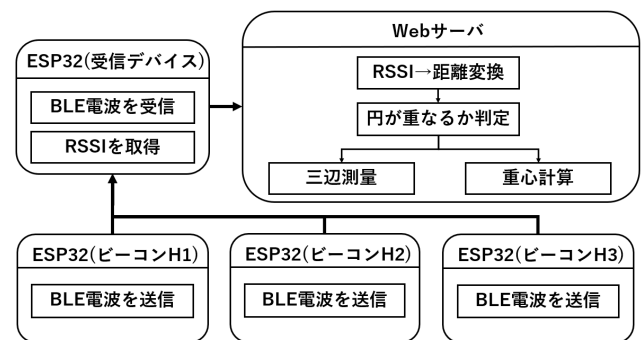 Webサーバ
ESP32(受信デバイス)
RSSI→距離変換
BLE電波を受信
円が重なるか判定
RSSIを取得
三辺測量
重心計算
ESP32(ビーコンH1)
ESP32(ビーコンH2)
ESP32(ビーコンH3)
BLE電波を送信
BLE電波を送信
BLE電波を送信